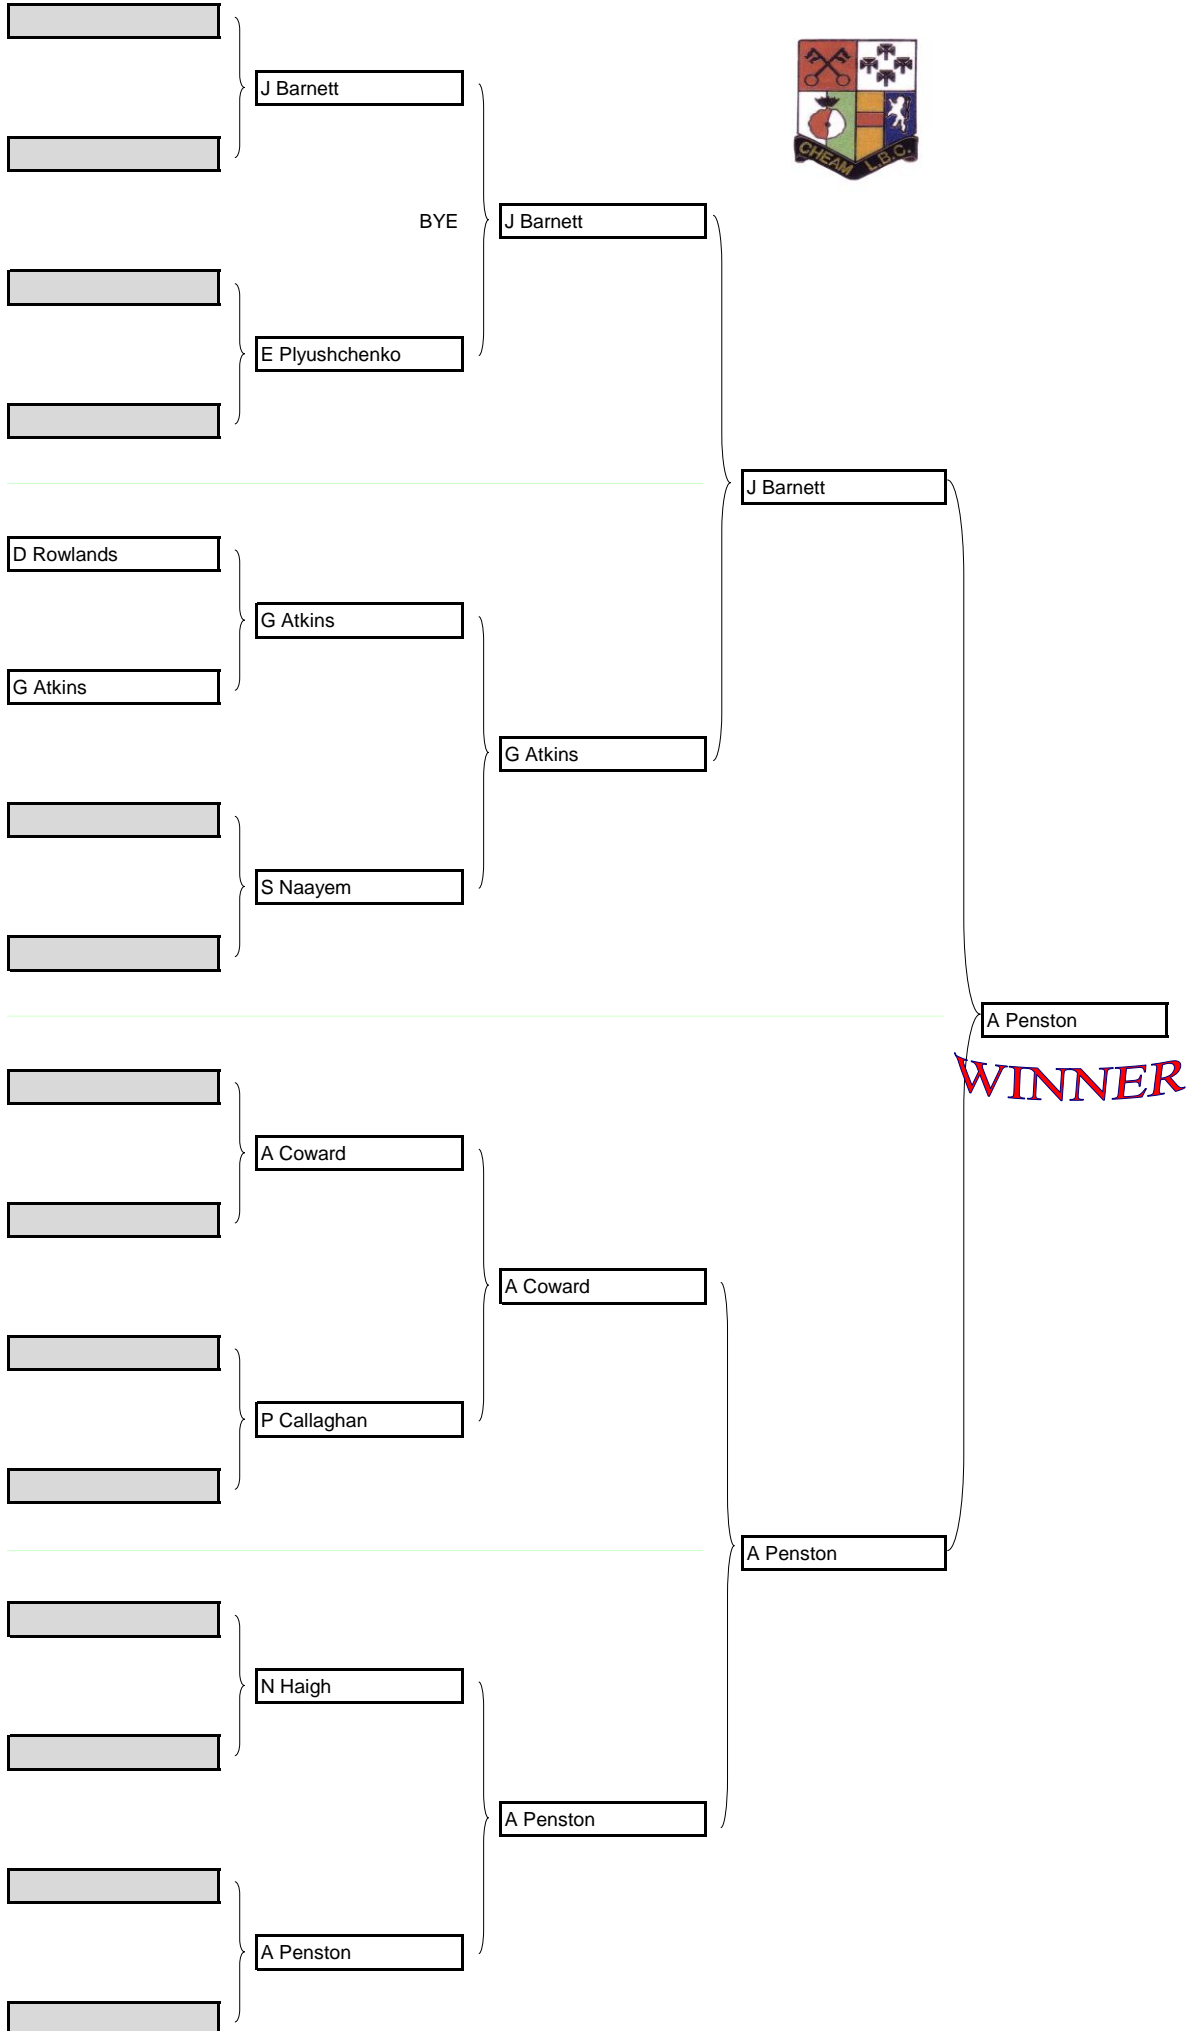 J Barnett
CHEAM L.B.C.
BYE
J Barnett
E Plyushchenko
J Barnett
D Rowlands
G Atkins
G Atkins
G Atkins
S Naayem
A Penston
WINNER
A Coward
A Coward
P Callaghan
A Penston
N Haigh
A Penston
A Penston